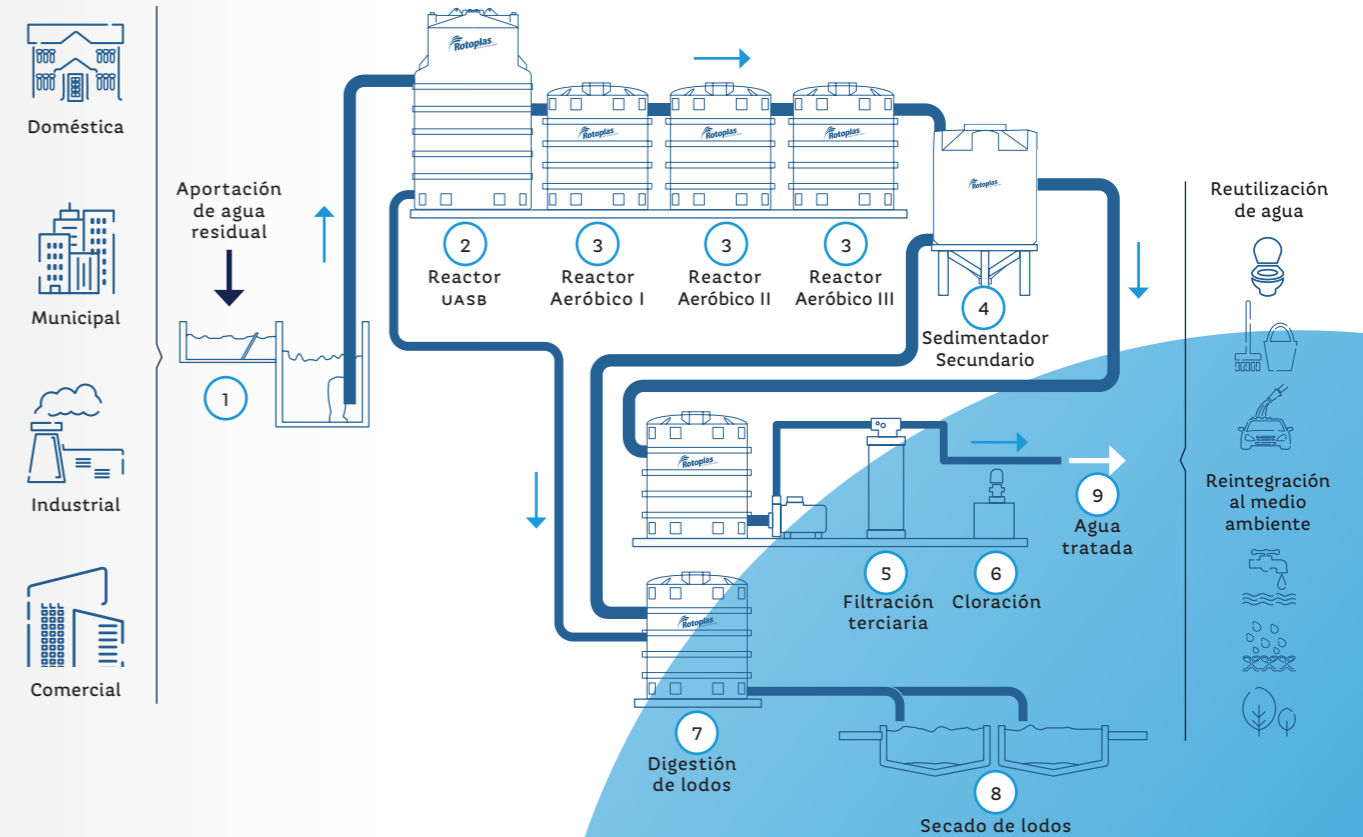 Doméstica
Municipal
Industrial
Comercial
Aportación
de agua
residual
1
Rotoplas
2
Reactor
UASB
Rotoplas
3
Reactor
Aeróbico I
Rotoplas
3
Reactor
Aeróbico II
Rotoplas
3
Reactor
Aeróbico III
Rotoplas
4
Sedimentador
Secundario
Rotoplas
5
Filtración
terciaria
6
Cloración
9
Agua
tratada
Rotoplas
7
Digestión
de lodos
8
Secado de lodos
Reutilización
de agua
Reintegración
al medio
ambiente